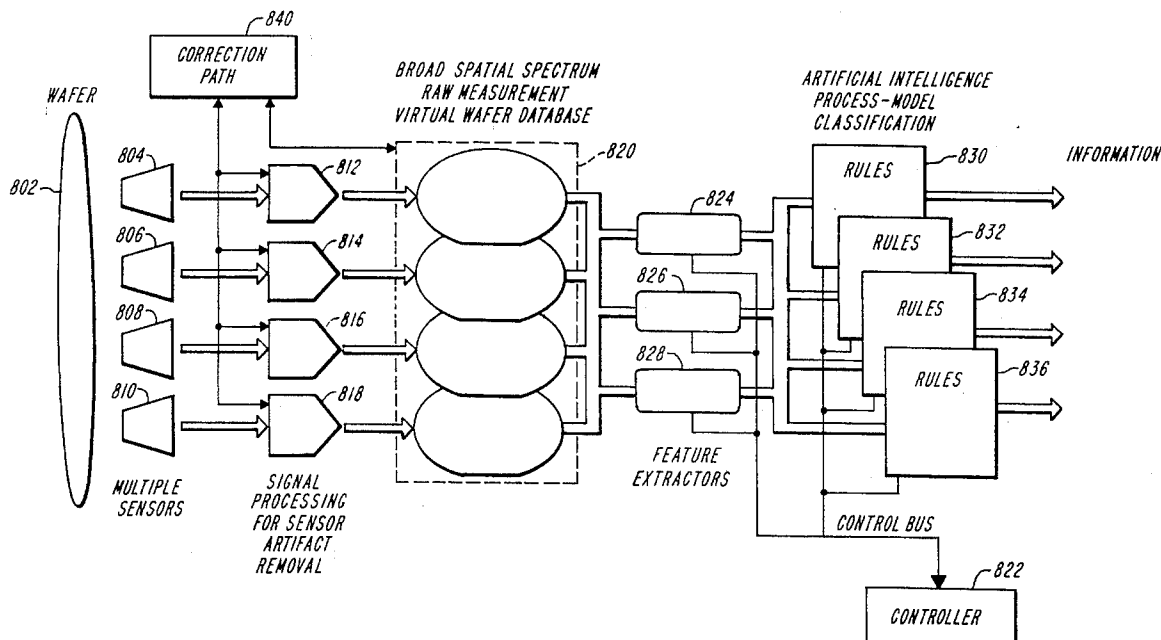 840
CORRECTION
PATH
WAFER
802
804
806
808
810
MULTIPLE
SENSORS
812
814
816
818
SIGNAL
PROCESSING
FOR SENSOR
ARTIFACT
REMOVAL
BROAD SPATIAL SPECTRUM
RAW MEASUREMENT
VIRTUAL WAFER DATABASE
820
824
826
828
FEATURE
EXTRACTORS
ARTIFICIAL INTELLIGENCE
PROCESS-MODEL
CLASSIFICATION
RULES
830
RULES
832
RULES
834
RULES
836
INFORMATION
CONTROL BUS
822
CONTROLLER